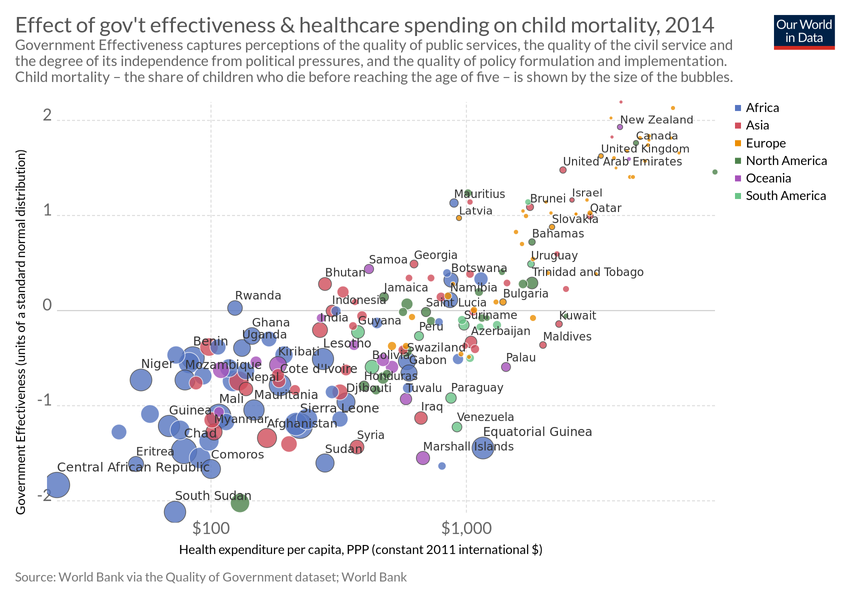 Effect of gov't effectiveness & healthcare spending on child mortality, 2014
Our World
in Data
Government Effectiveness captures perceptions of the quality of public services, the quality of the civil service and
the degree of its independence from political pressures, and the quality of policy formulation and implementation.
Child mortality – the share of children who die before reaching the age of five – is shown by the size of the bubbles.
Africa
Asia
Europe
North America
Oceania
South America
Government Effectiveness (units of a standard normal distribution)
2
New Zealand
Canada
United Kingdom
United Arab Emirates
Mauritius
Brunei
Israel
Latvia
Qatar
1
Slovakia
Bahamas
Samoa
Georgia
Uruguay
Bhutan
Botswana
Trinidad and Tobago
Jamaica
Namibia
Rwanda
Indonesia
Saint Lucia
Bulgaria
0
India
Guyana
Suriname
Kuwait
Ghana
Peru
Uganda
Azerbaijan
Benin
Lesotho
Swaziland
Maldives
Kiribati
Bolivia
Gabon
Palau
Niger
Mozambique
Cote d'Ivoire
Nepal
Honduras
Djibouti
Tuvalu
Paraguay
Mali
Mauritania
-1
Guinea
Sierra Leone
Iraq
Myanmar
Afghanistan
Venezuela
Chad
Syria
Equatorial Guinea
Eritrea
Comoros
Sudan
Marshall Islands
Central African Republic
-2
South Sudan
$100
$1,000
Health expenditure per capita, PPP (constant 2011 international $)
Source: World Bank via the Quality of Government dataset; World Bank